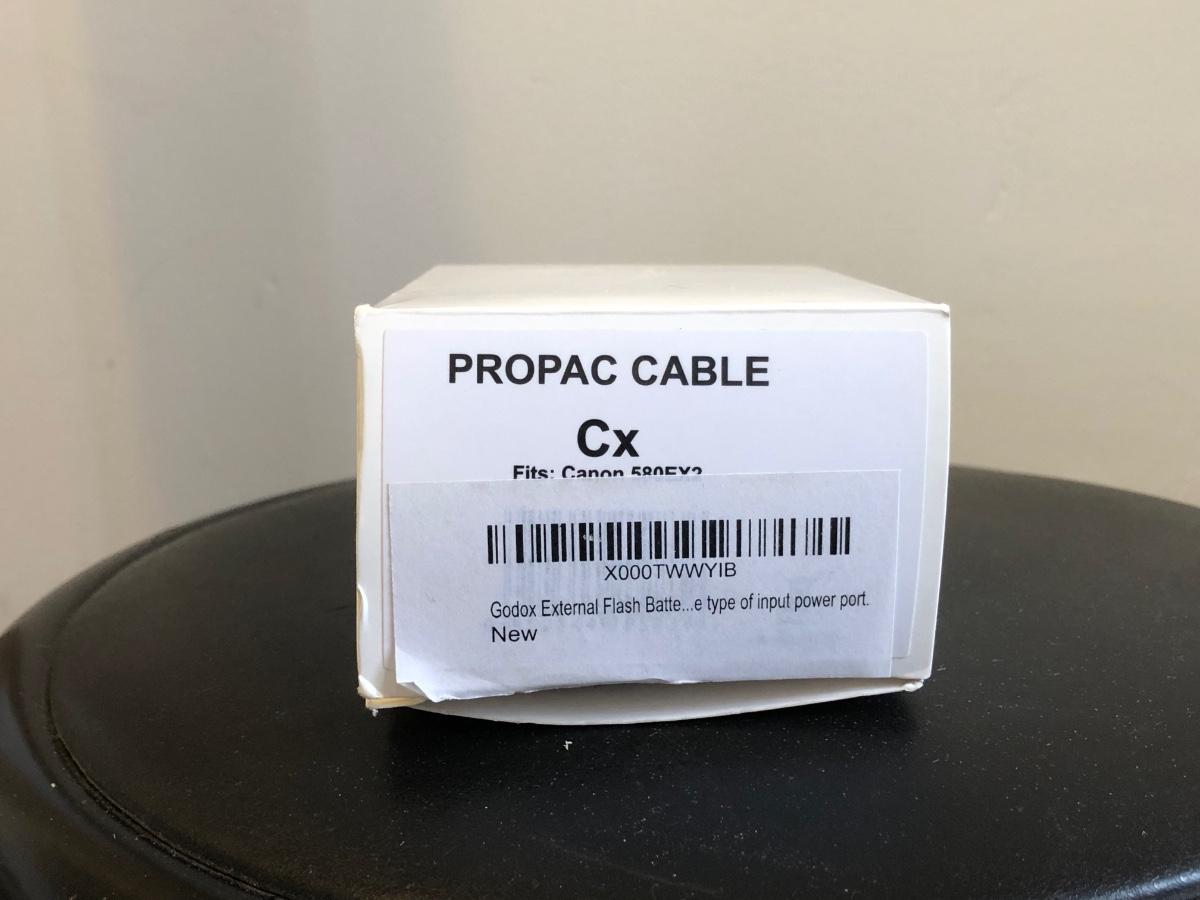 PROPAC CABLE
Cx
Fits: Canon 580EX2
X000TWWYIB
Godox External Flash Batte...e type of input power port.
New